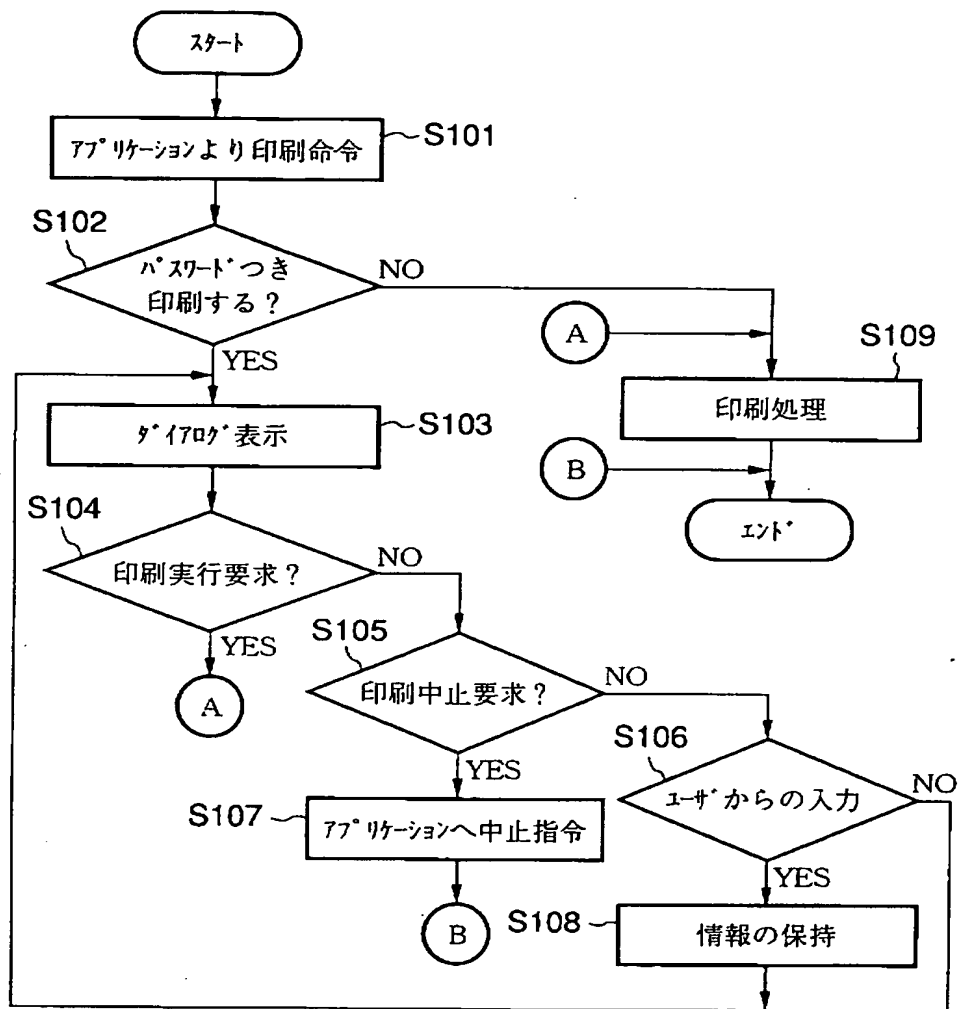 スタート
アプリケーションより印刷命令
S101
S102
パスワードつき
印刷する?
NO
YES
A
S109
印刷処理
ダイアログ表示
S103
B
エンド
S104
印刷実行要求?
NO
YES
A
S105
印刷中止要求?
NO
YES
S106
ユーザからの入力
NO
YES
S107
アプリケーションへ中止指令
B
S108
情報の保持